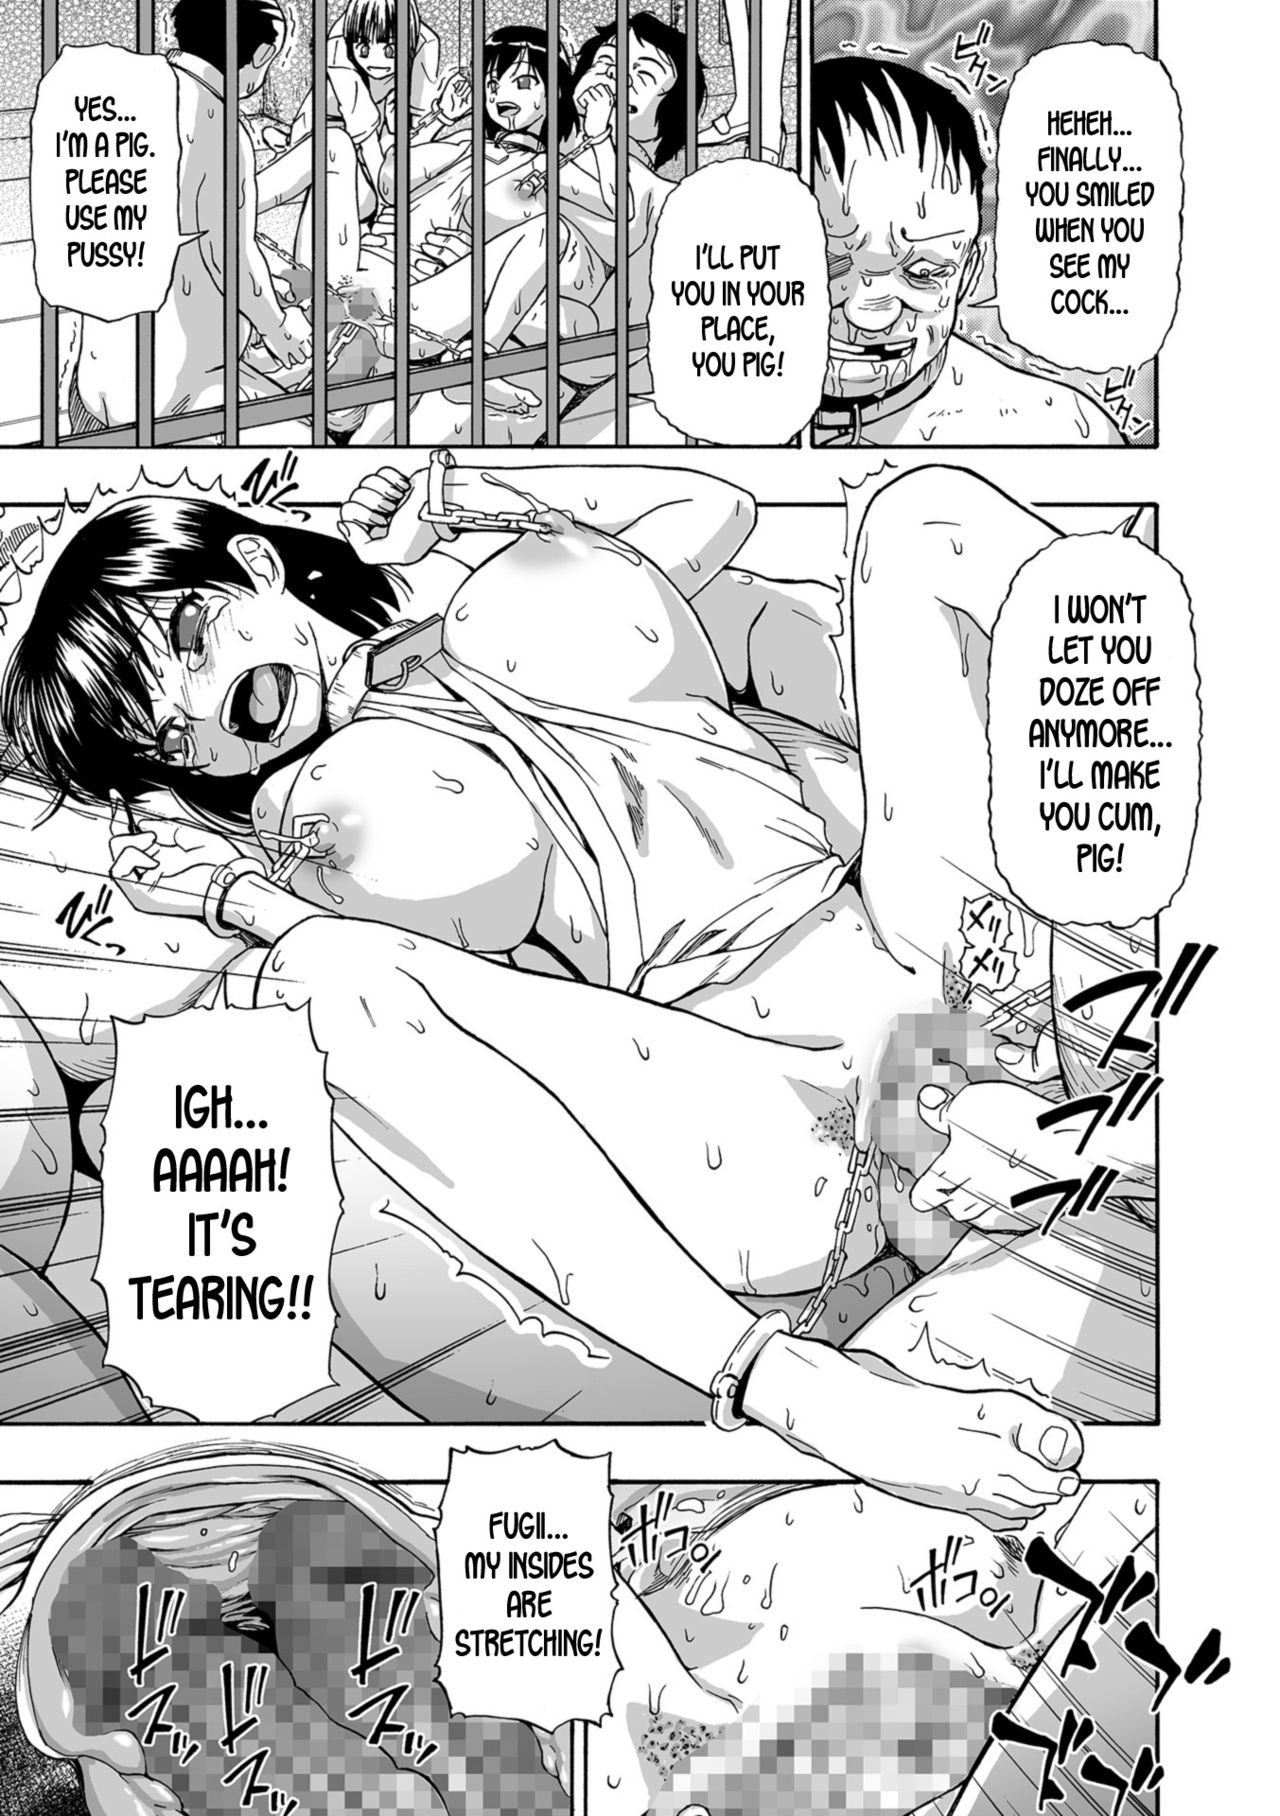 HEHEH...
FINALLY...
YOU SMILED
WHEN YOU
SEE MY
COCK...
I'LL PUT
YOU IN YOUR
PLACE,
YOU PIG!
YES...
I'M A PIG.
PLEASE
USE MY
PUSSY!
I WON'T
LET YOU
DOZE OFF
ANYMORE...
I'LL MAKE
YOU CUM,
PIG!
IGH...
AAAAH!
IT'S
TEARING!!
FUGII...
MY INSIDES
ARE
STRETCHING!